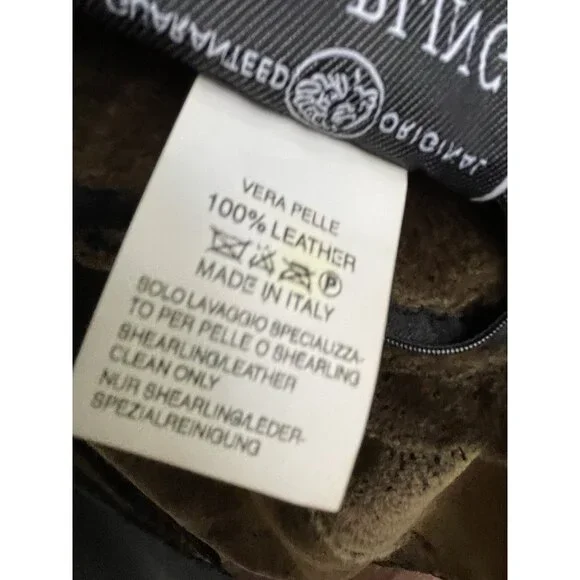 GUARANTEED ORIGINAL
VERA PELLE
100% LEATHER
P
MADE IN ITALY
SOLO LAVAGGIO SPECIALIZZA-
TO PER PELLE O SHEARLING
SHEARLING/LEATHER
CLEAN ONLY
NUR SHEARLING/LEDER-
SPEZIALREINIGUNG